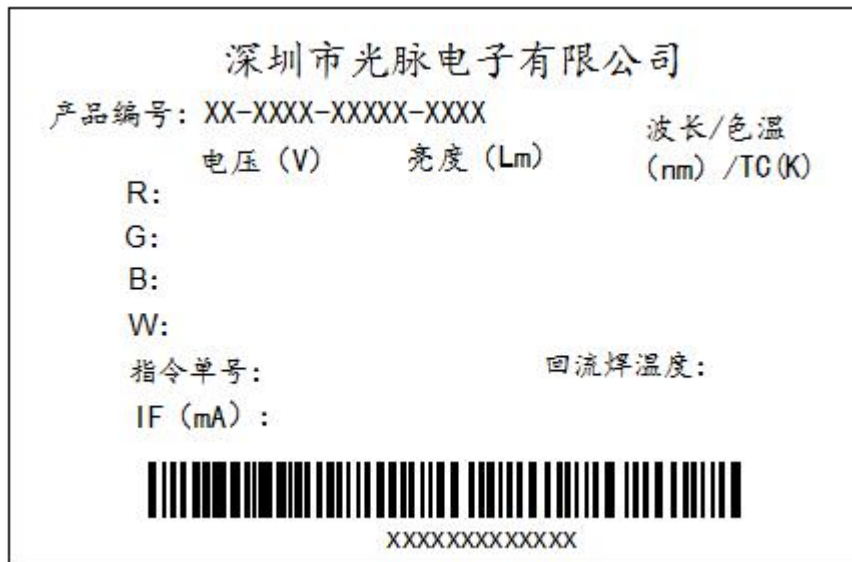 深圳市光脉电子有限公司
产品编号: XX-XXXX-XXXXX-XXXX
电压 (V) 亮度 (Lm) 波长/色温
(nm) /TC(K)
R:
G:
B:
W:
指令单号: 回流焊温度:
IF (mA) :
XXXXXXXXXXXXX